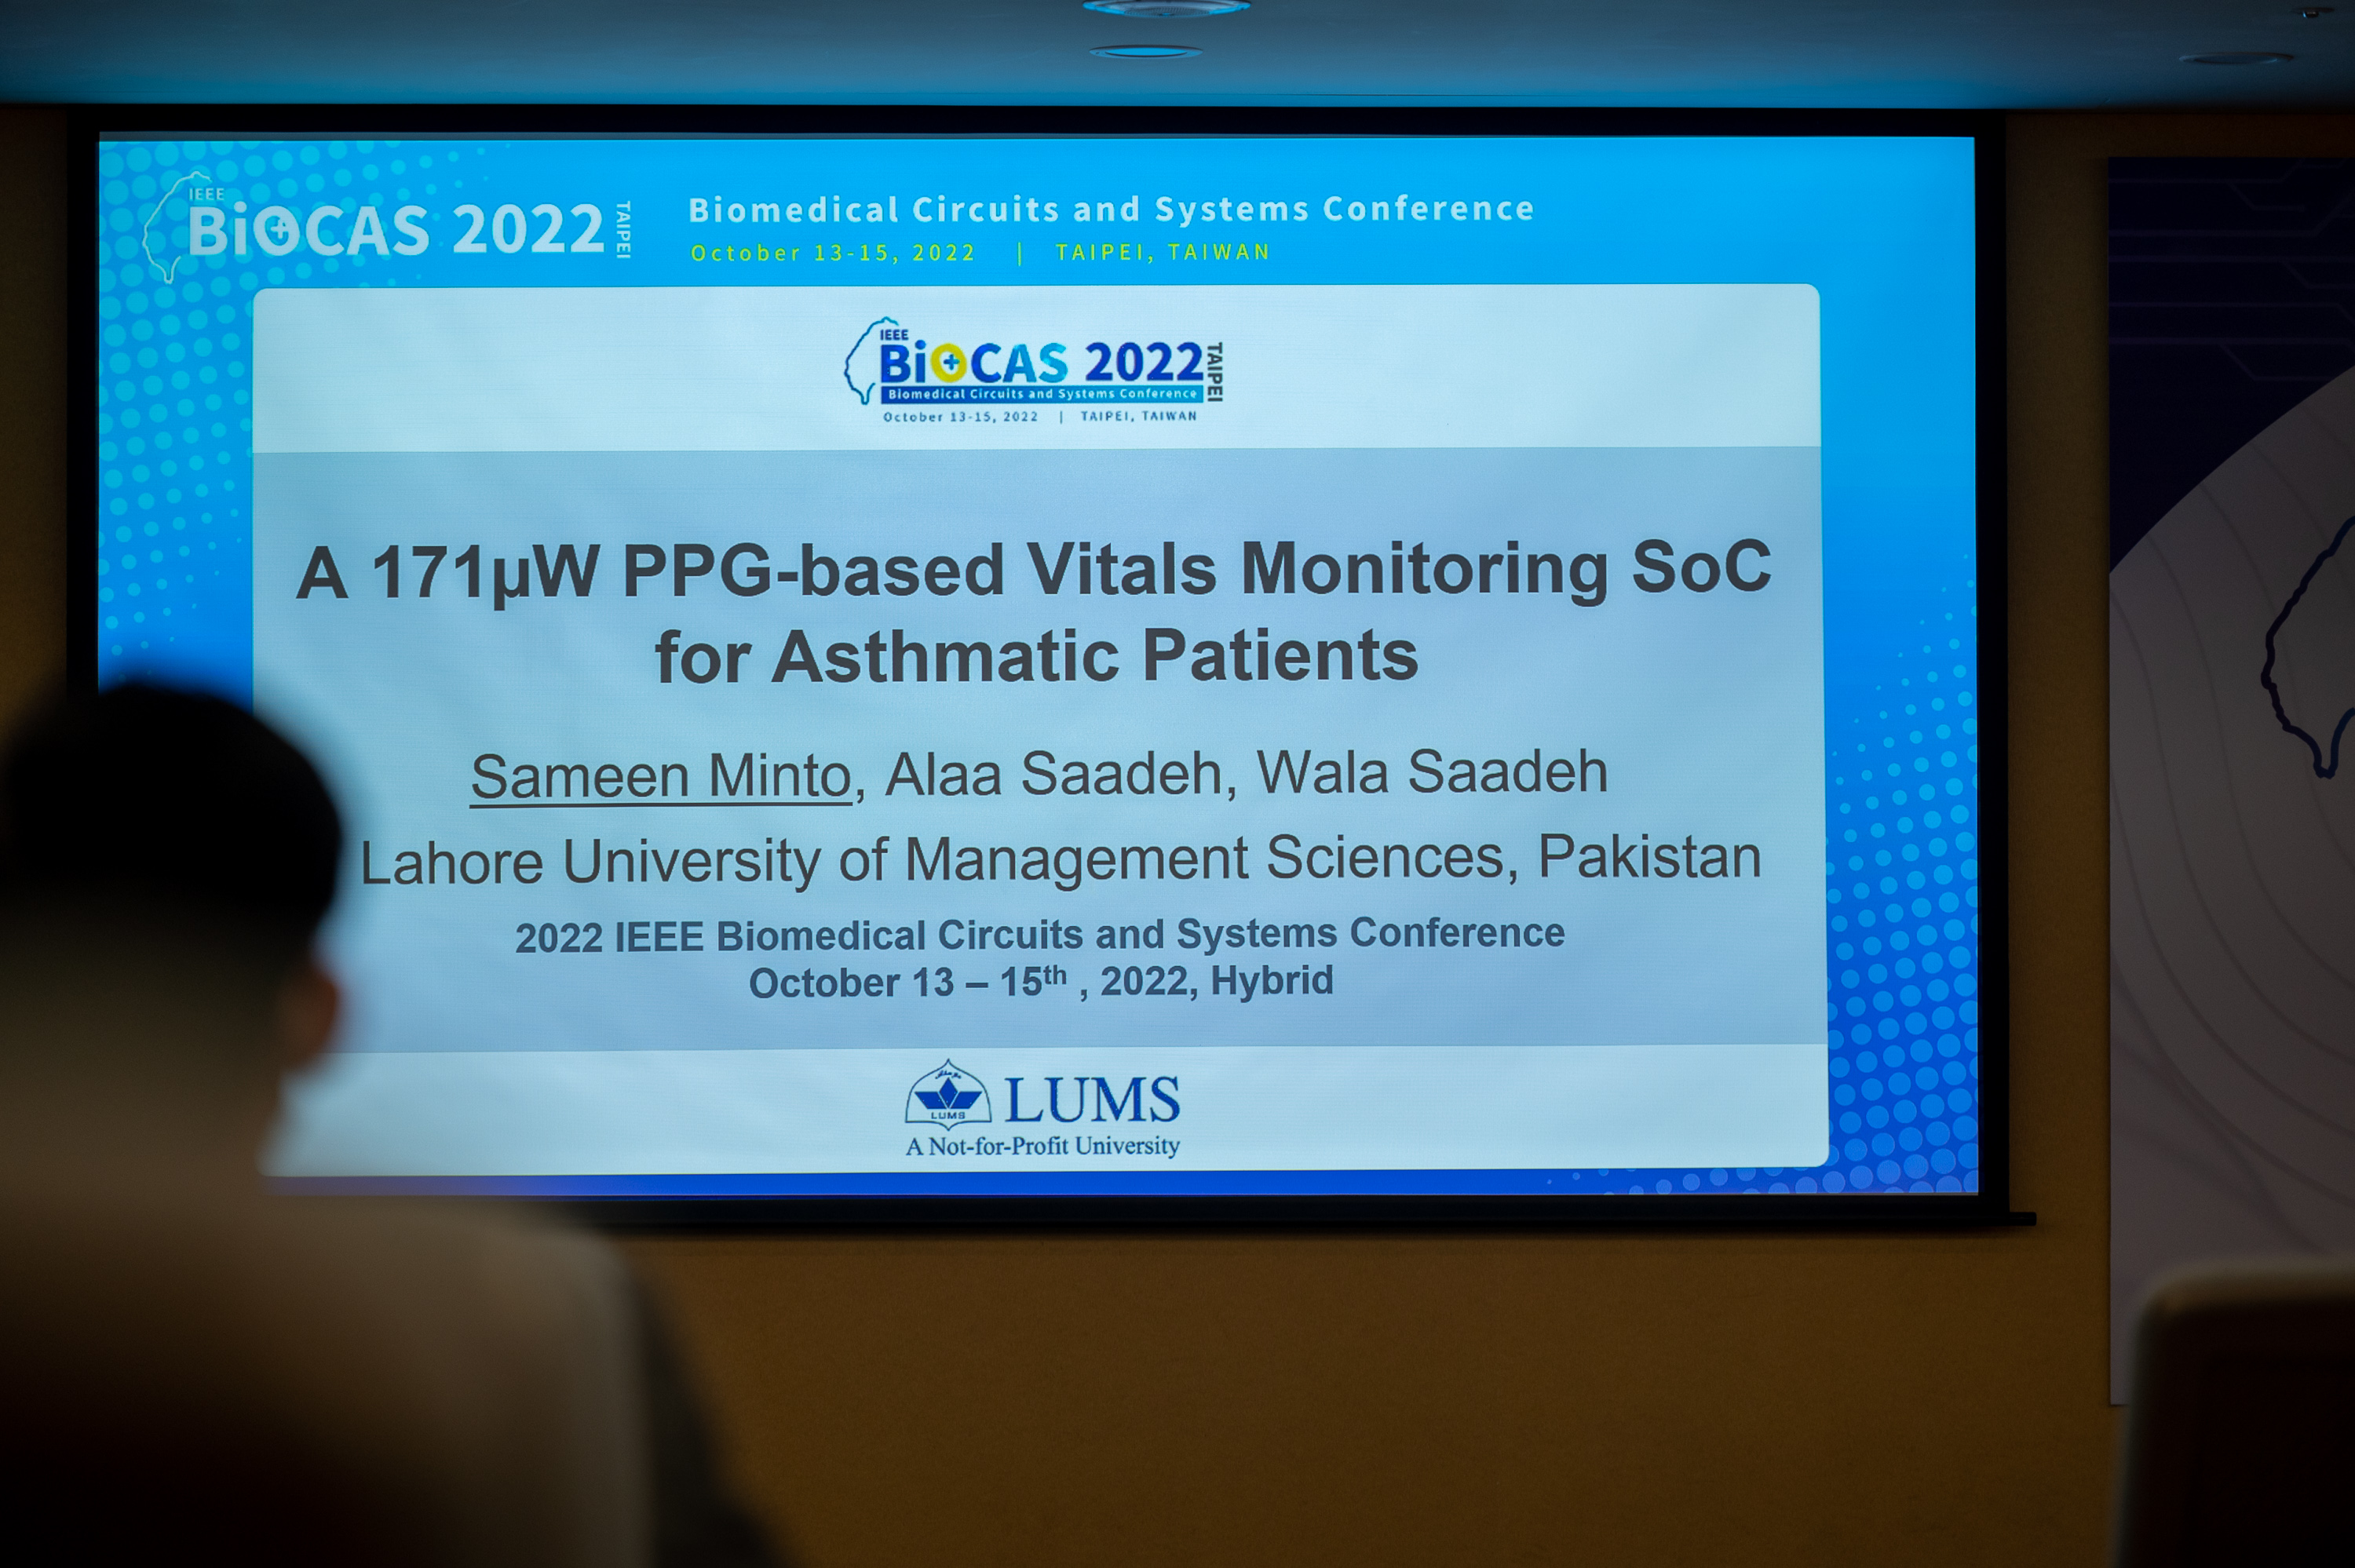 IEEE
BiOCAS 2022
TAIPEI
Biomedical Circuits and Systems Conference
October 13-15, 2022 | TAIPEI, TAIWAN
IEEE
BiOCAS 2022
TAIPEI
Biomedical Circuits and Systems Conference
October 13-15, 2022 | TAIPEI, TAIWAN
A 171µW PPG-based Vitals Monitoring SoC
for Asthmatic Patients
Sameen Minto, Alaa Saadeh, Wala Saadeh
Lahore University of Management Sciences, Pakistan
2022 IEEE Biomedical Circuits and Systems Conference
October 13 – 15th , 2022, Hybrid
LUMS
LUMS
A Not-for-Profit University